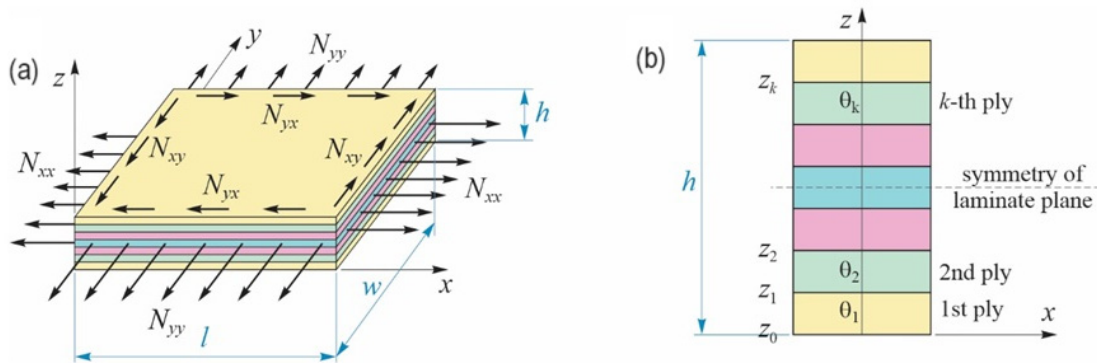 (a)
z
y
N_yy
N_yx
h
N_xy
N_xy
N_xx
N_yx
N_xx
x
w
N_yy
l
(b)
z
z_k
θ_k
k-th ply
h
symmetry of
laminate plane
z_2
θ_2
2nd ply
z_1
θ_1
1st ply
x
z_0